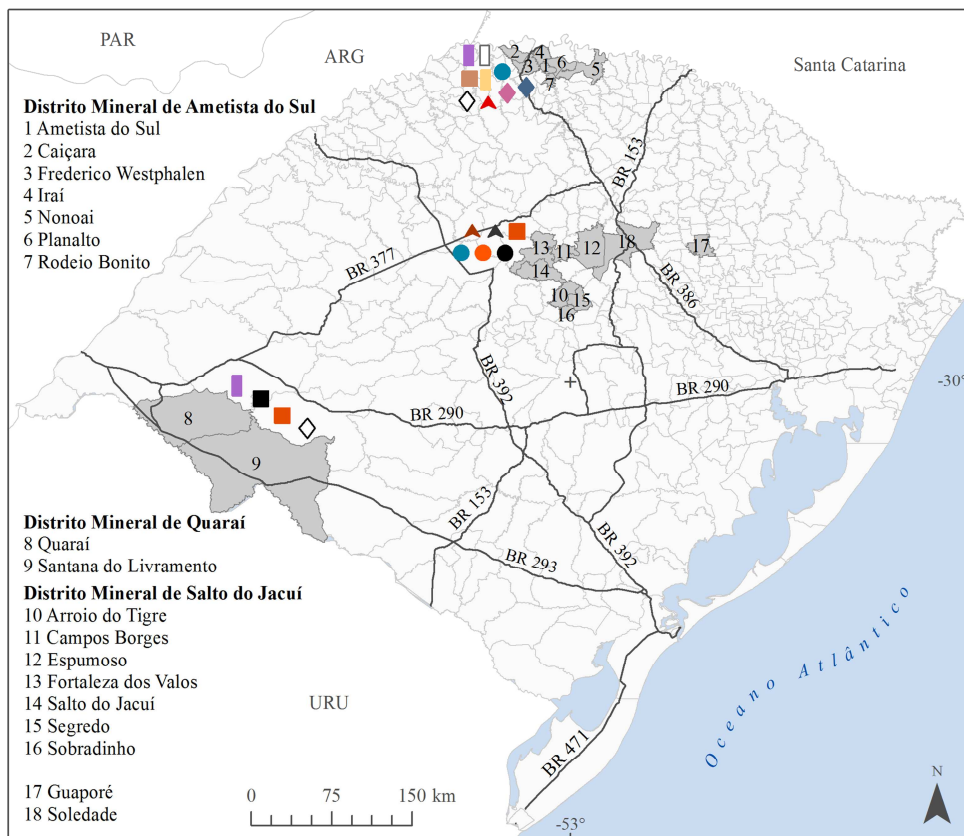 PAR
ARG
Santa Catarina
Distrito Mineral de Ametista do Sul
1 Ametista do Sul
2 Caiçara
3 Frederico Westphalen
4 Iraí
5 Nonoai
6 Planalto
7 Rodeio Bonito
2
4
3
1
6
5
7
BR 153
BR 377
13
11
12
18
17
14
10
15
16
BR 386
BR 392
-30°
BR 290
BR 290
8
9
BR 153
BR 293
BR 392
Distrito Mineral de Quaraí
8 Quaraí
9 Santana do Livramento
Distrito Mineral de Salto do Jacuí
10 Arroio do Tigre
11 Campos Borges
12 Espumoso
13 Fortaleza dos Valos
14 Salto do Jacuí
15 Segredo
16 Sobradinho
17 Guaporé
18 Soledade
URU
Oceano Atlântico
BR 471
0 75 150 km
-53°
N